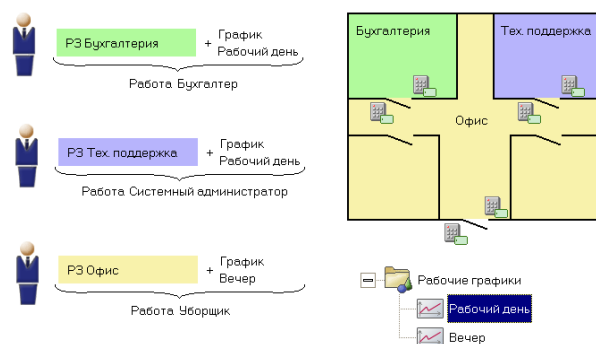 РЗ Бухгалтерия
+ График
Рабочий день
Работа Бухгалтер
РЗ Тех. поддержка
+ График
Рабочий день
Работа Системный администратор
РЗ Офис
+ График
Вечер
Работа Уборщик
Бухгалтерия
Тех. поддержка
Офис
Рабочие графики
Рабочий день
Вечер